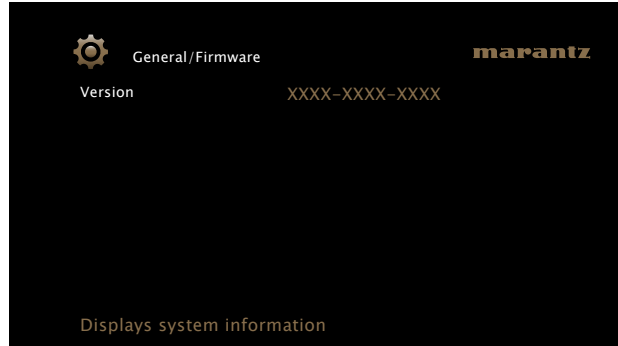 General/Firmware
marantz
Version XXXX-XXXX-XXXX
Displays system information